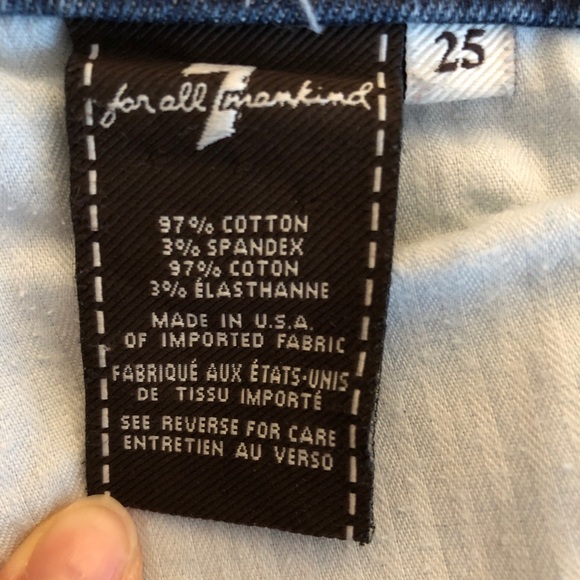 for all 7 mankind
25
97% COTTON
3% SPANDEX
97% COTON
3% ÉLASTHANNE
MADE IN U.S.A.
OF IMPORTED FABRIC
FABRIQUÉ AUX ÉTATS-UNIS
DE TISSU IMPORTÉ
SEE REVERSE FOR CARE
ENTRETIEN AU VERSO